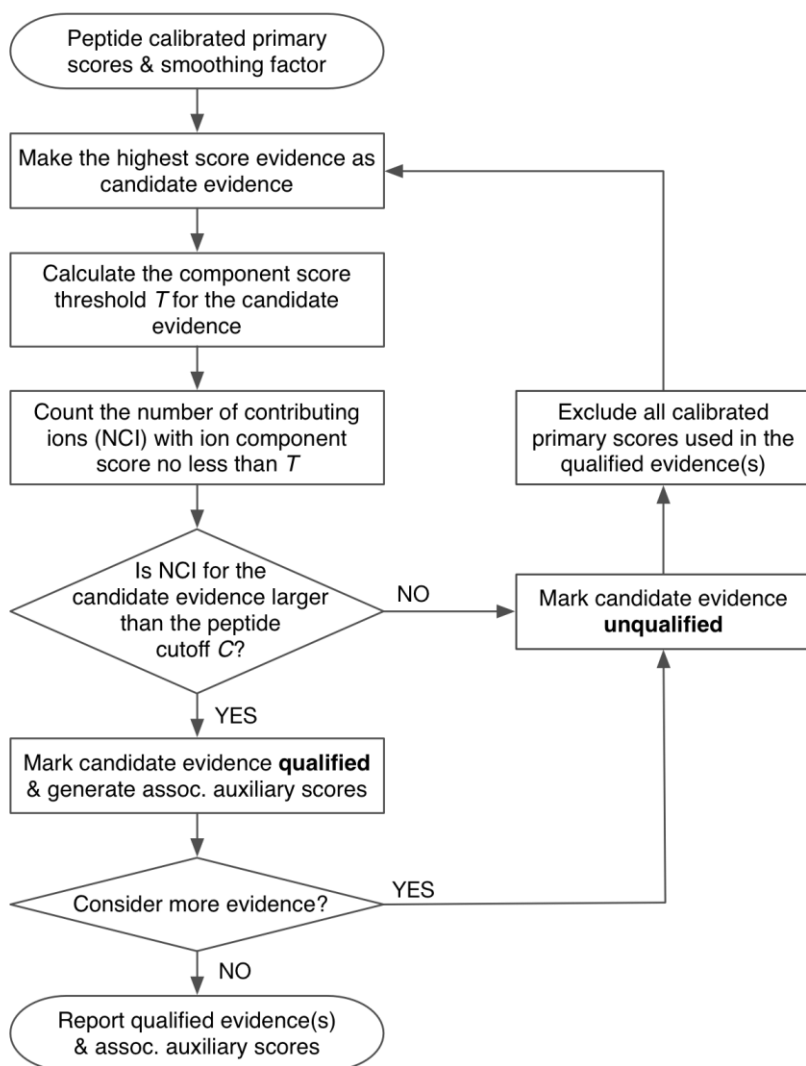 Peptide calibrated primary
scores & smoothing factor
Make the highest score evidence as
candidate evidence
Calculate the component score
threshold T for the candidate
evidence
Count the number of contributing
ions (NCI) with ion component
score no less than T
Exclude all calibrated
primary scores used in the
qualified evidence(s)
Is NCI for the
candidate evidence larger
than the peptide
cutoff C?
NO
Mark candidate evidence
unqualified
YES
Mark candidate evidence qualified
& generate assoc. auxiliary scores
Consider more evidence?
YES
NO
Report qualified evidence(s)
& assoc. auxiliary scores